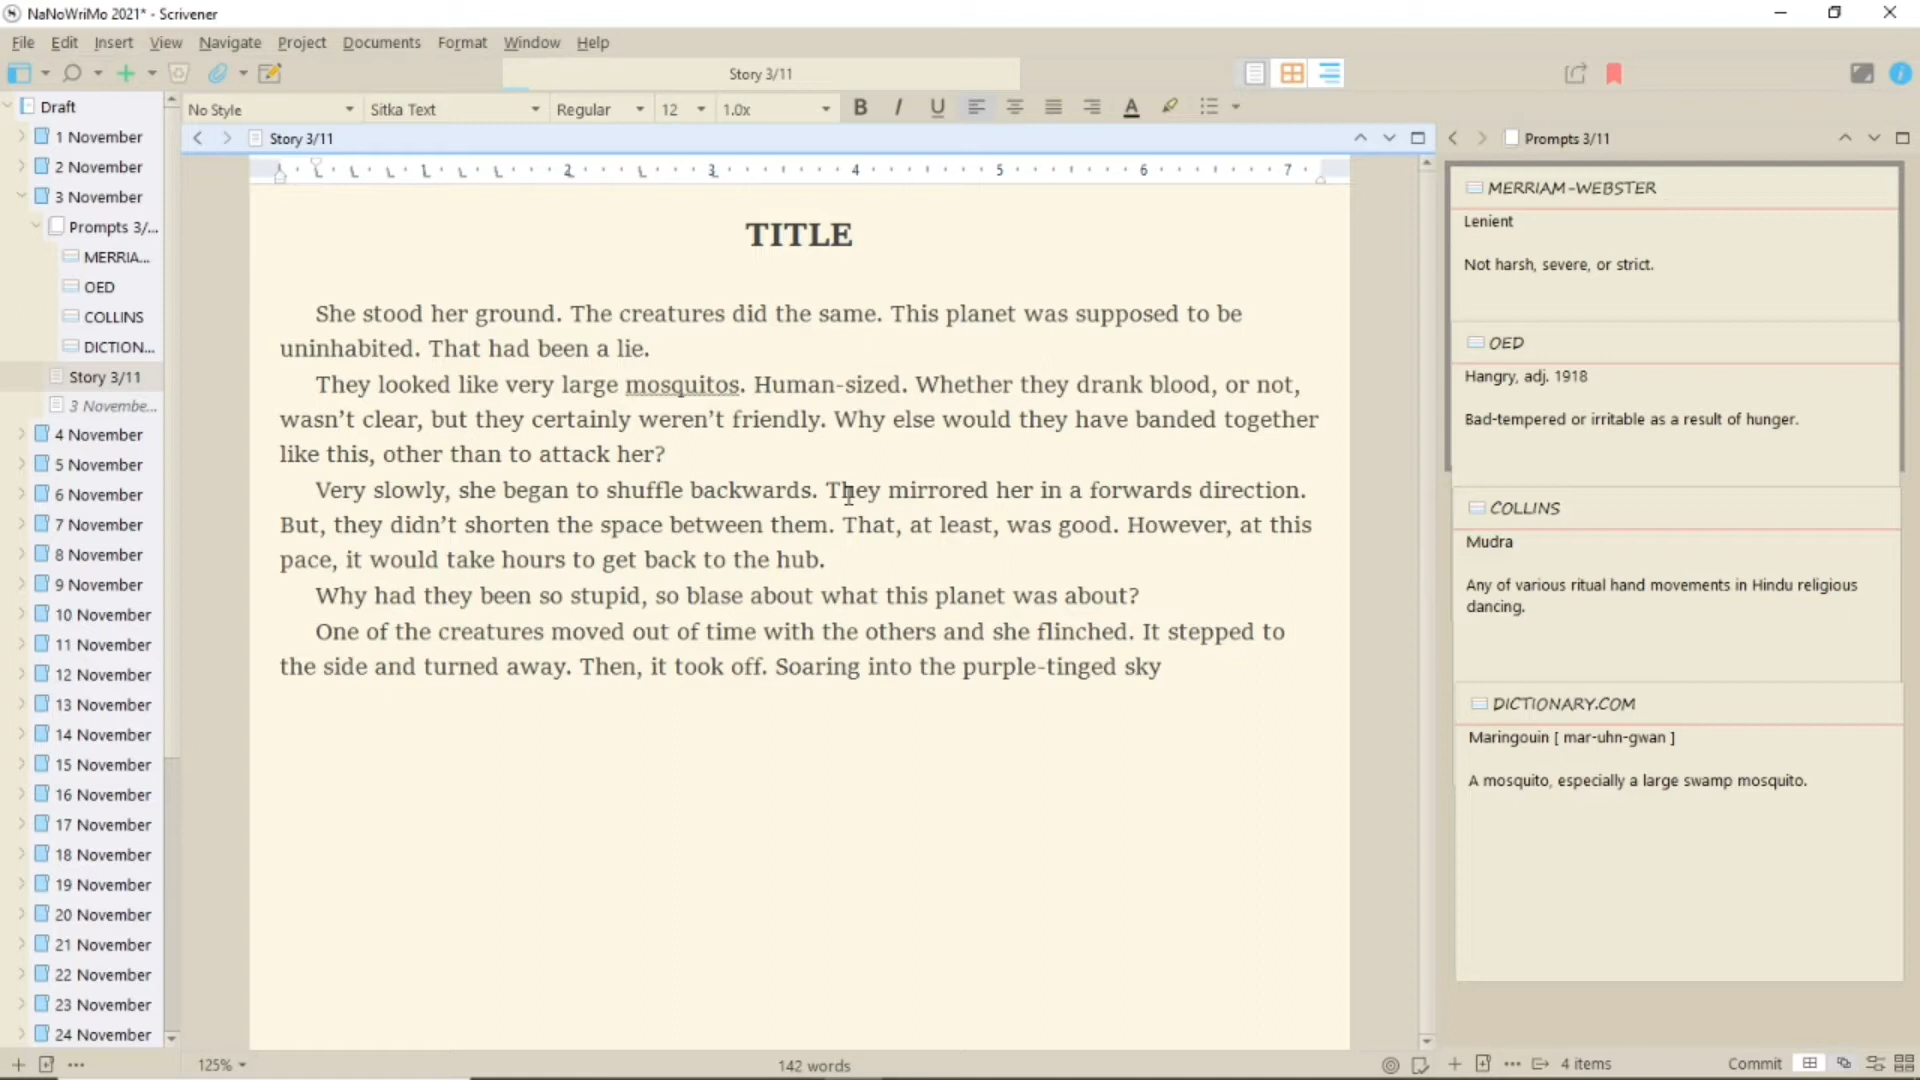 NaNoWriMo 2021* - Scrivener
File Edit Insert View Navigate Project Documents Format Window Help
Story 3/11
No Style Sitka Text Regular 12 1.0x
Draft
1 November
2 November
3 November
Prompts 3/...
MERRIA...
OED
COLLINS
DICTION...
Story 3/11
3 Novembe...
4 November
5 November
6 November
7 November
8 November
9 November
10 November
11 November
12 November
13 November
14 November
15 November
16 November
17 November
18 November
19 November
20 November
21 November
22 November
23 November
24 November
Story 3/11
1 2 3 4 5 6 7
TITLE
She stood her ground. The creatures did the same. This planet was supposed to be
uninhabited. That had been a lie.
They looked like very large mosquitos. Human-sized. Whether they drank blood, or not,
wasn’t clear, but they certainly weren’t friendly. Why else would they have banded together
like this, other than to attack her?
Very slowly, she began to shuffle backwards. They mirrored her in a forwards direction.
But, they didn’t shorten the space between them. That, at least, was good. However, at this
pace, it would take hours to get back to the hub.
Why had they been so stupid, so blase about what this planet was about?
One of the creatures moved out of time with the others and she flinched. It stepped to
the side and turned away. Then, it took off. Soaring into the purple-tinged sky
Prompts 3/11
MERRIAM-WEBSTER
Lenient
Not harsh, severe, or strict.
OED
Hangry, adj. 1918
Bad-tempered or irritable as a result of hunger.
COLLINS
Mudra
Any of various ritual hand movements in Hindu religious
dancing.
DICTIONARY.COM
Maringouin [ mar-uhn-gwan ]
A mosquito, especially a large swamp mosquito.
125% 142 words 4 items Commit